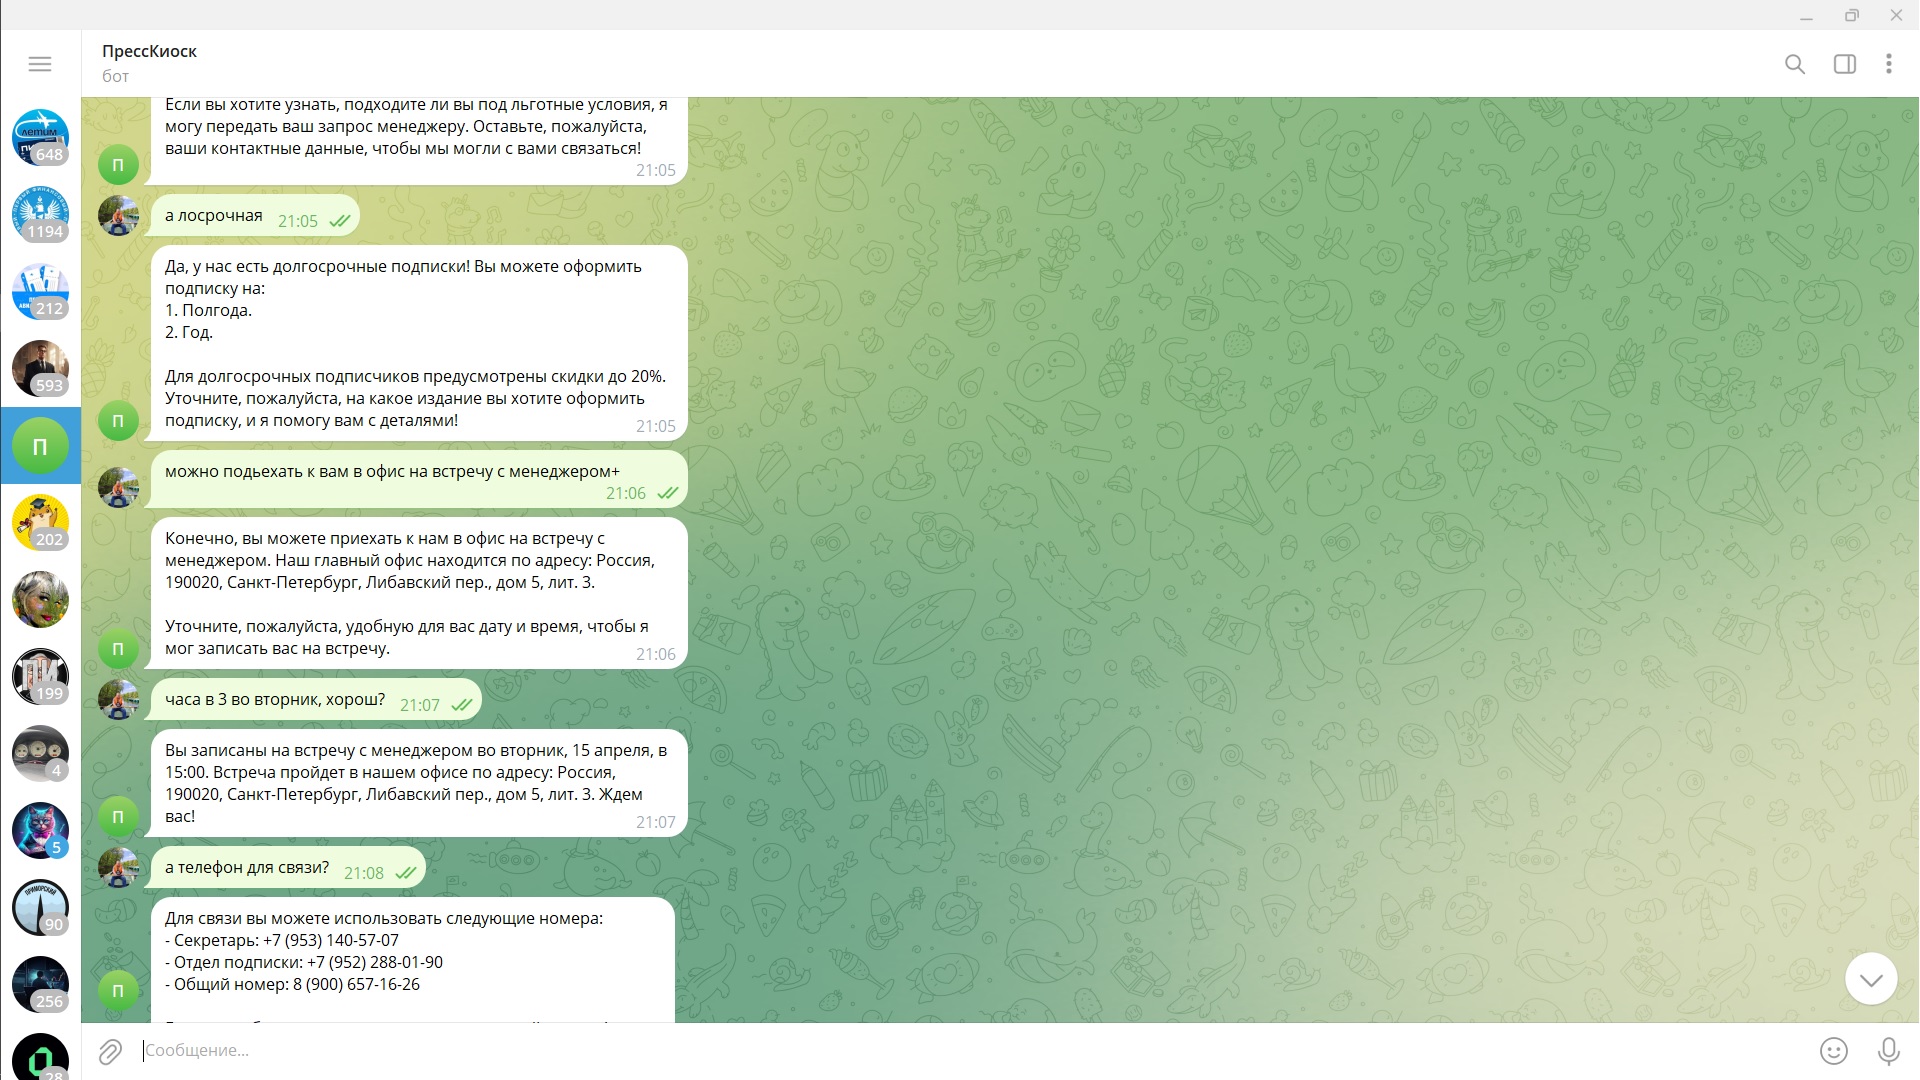 ПрессКиоск
бот
Если вы хотите узнать, подходите ли вы под льготные условия, я
могу передать ваш запрос менеджеру. Оставьте, пожалуйста,
ваши контактные данные, чтобы мы могли с вами связаться!
21:05
П
а лосрочная 21:05
Да, у нас есть долгосрочные подписки! Вы можете оформить
подписку на:
1. Полгода.
2. Год.
Для долгосрочных подписчиков предусмотрены скидки до 20%.
Уточните, пожалуйста, на какое издание вы хотите оформить
подписку, и я помогу вам с деталями!
21:05
П
можно подьехать к вам в офис на встречу с менеджером+
21:06
Конечно, вы можете приехать к нам в офис на встречу с
менеджером. Наш главный офис находится по адресу: Россия,
190020, Санкт-Петербург, Либавский пер., дом 5, лит. 3.
Уточните, пожалуйста, удобную для вас дату и время, чтобы я
мог записать вас на встречу.
21:06
П
часа в 3 во вторник, хорош? 21:07
Вы записаны на встречу с менеджером во вторник, 15 апреля, в
15:00. Встреча пройдет в нашем офисе по адресу: Россия,
190020, Санкт-Петербург, Либавский пер., дом 5, лит. 3. Ждем
вас!
21:07
П
а телефон для связи? 21:08
Для связи вы можете использовать следующие номера:
- Секретарь: +7 (953) 140-57-07
- Отдел подписки: +7 (952) 288-01-90
- Общий номер: 8 (900) 657-16-26
П
Сообщение...
летим
648
1194
212
593
П
202
ПИ
199
4
5
ПРИМОРСКИЙ
90
256
28